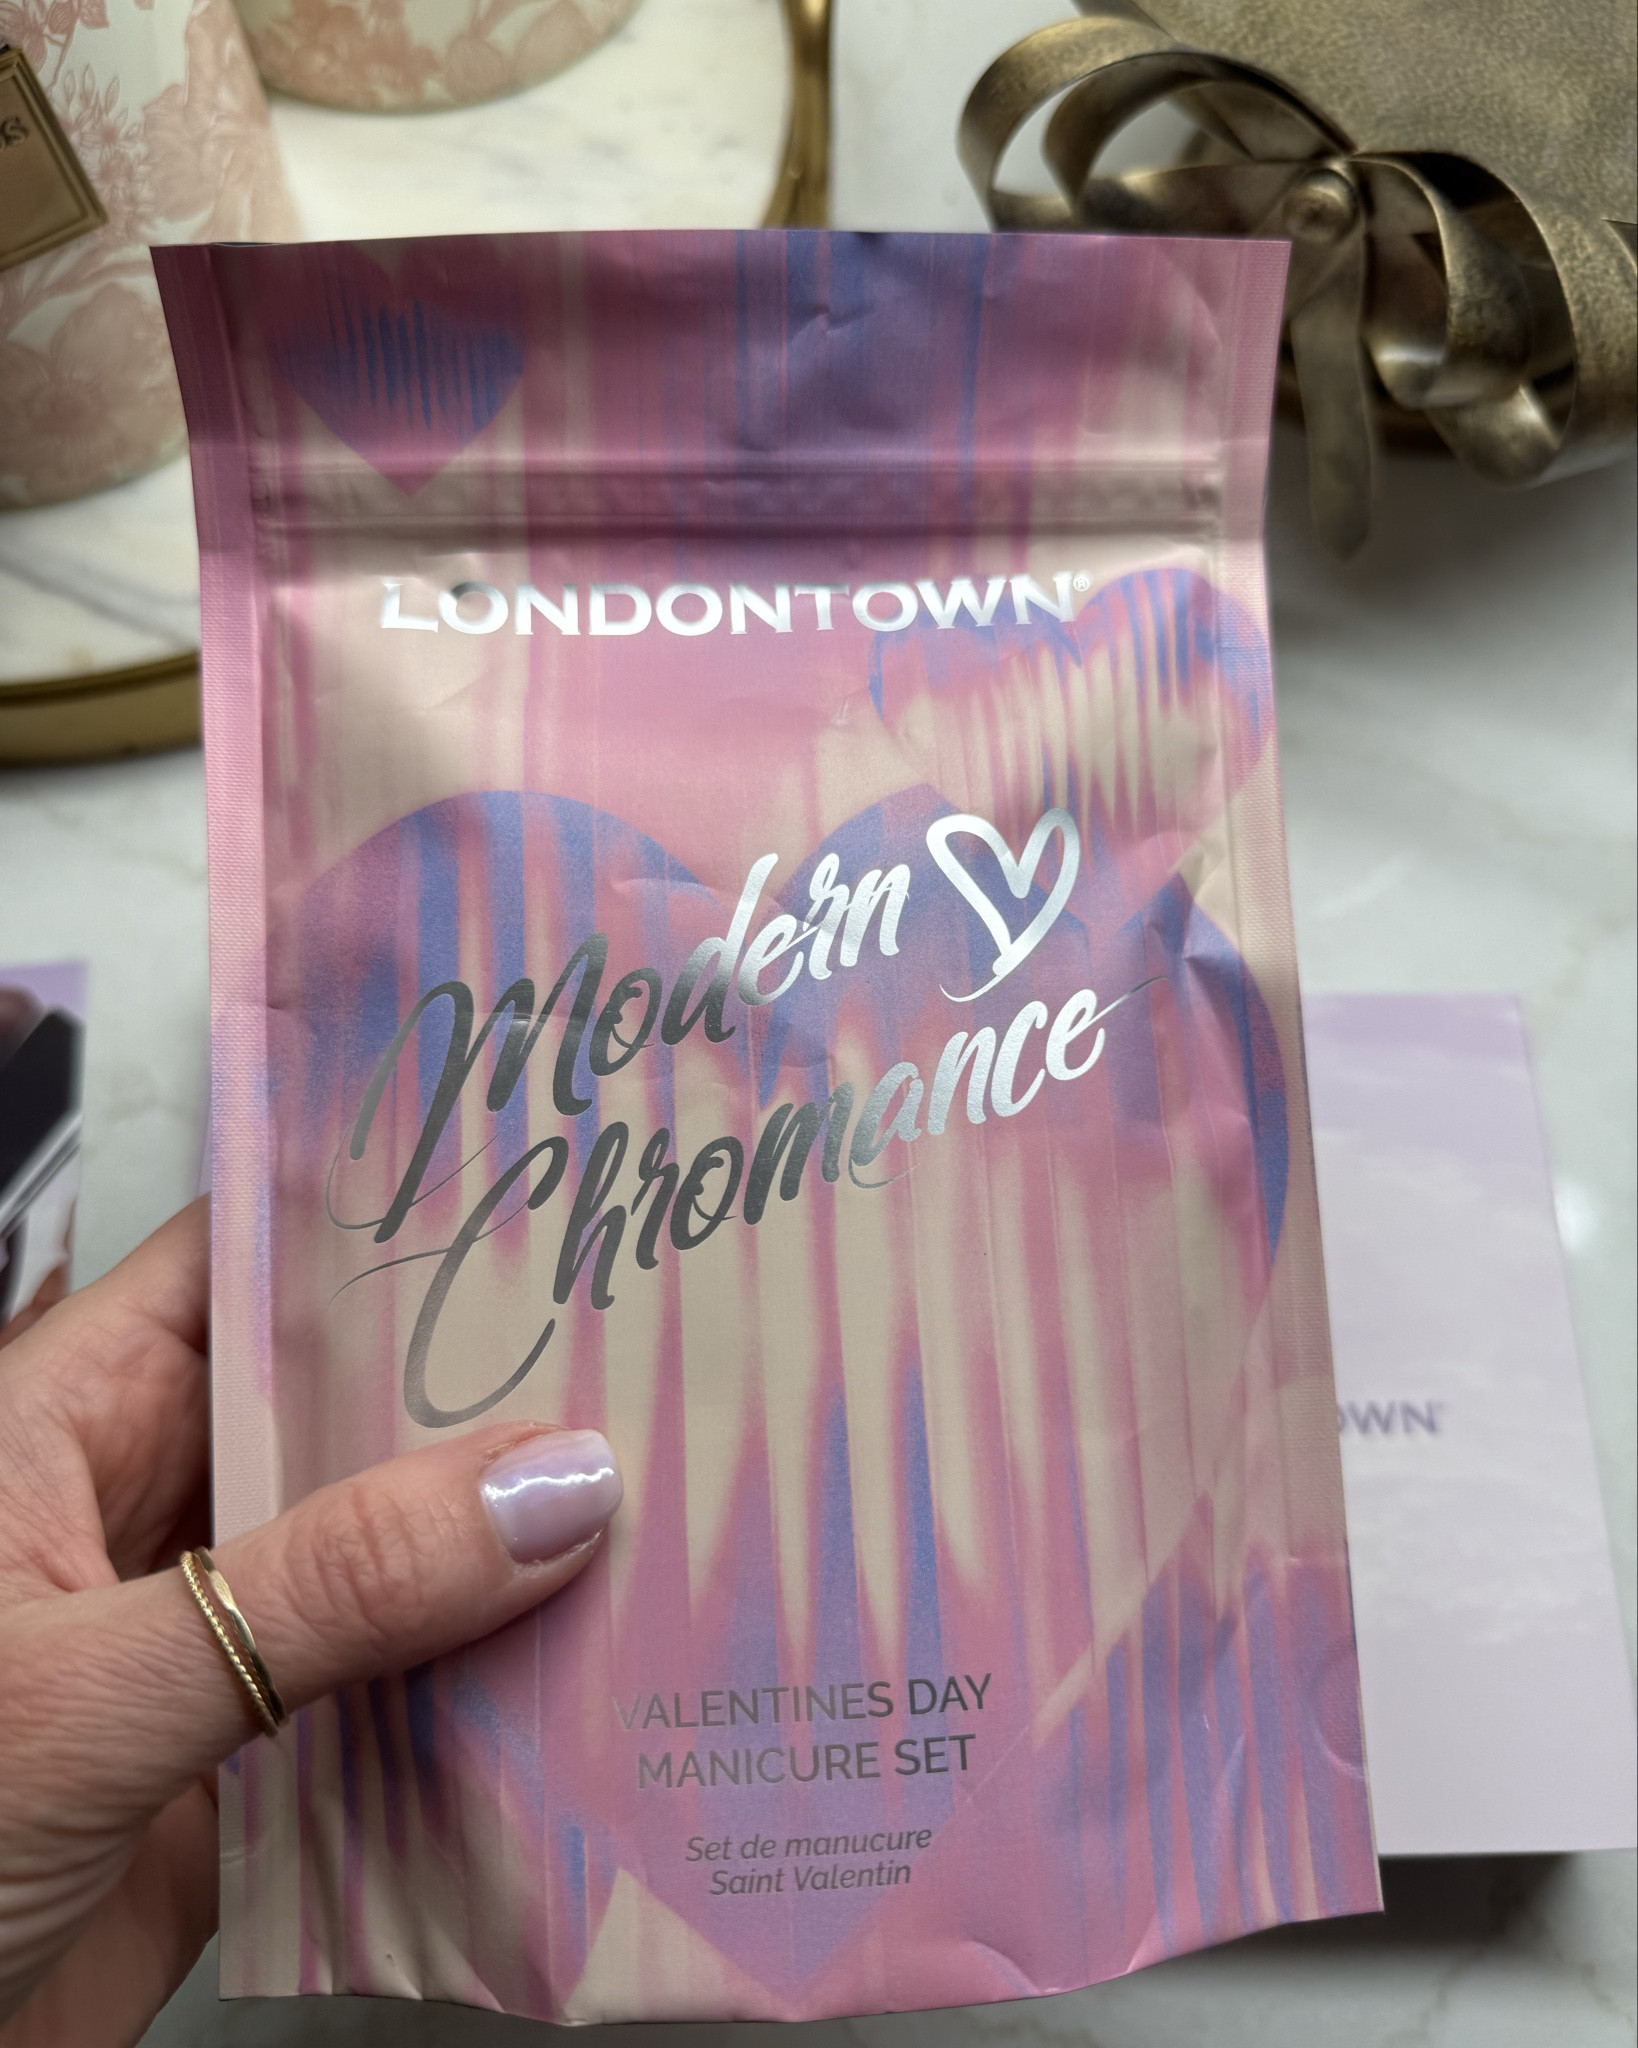 LONDONTOWN®
Modern
Chromance
VALENTINES DAY
MANICURE SET
Set de manucure
Saint Valentin